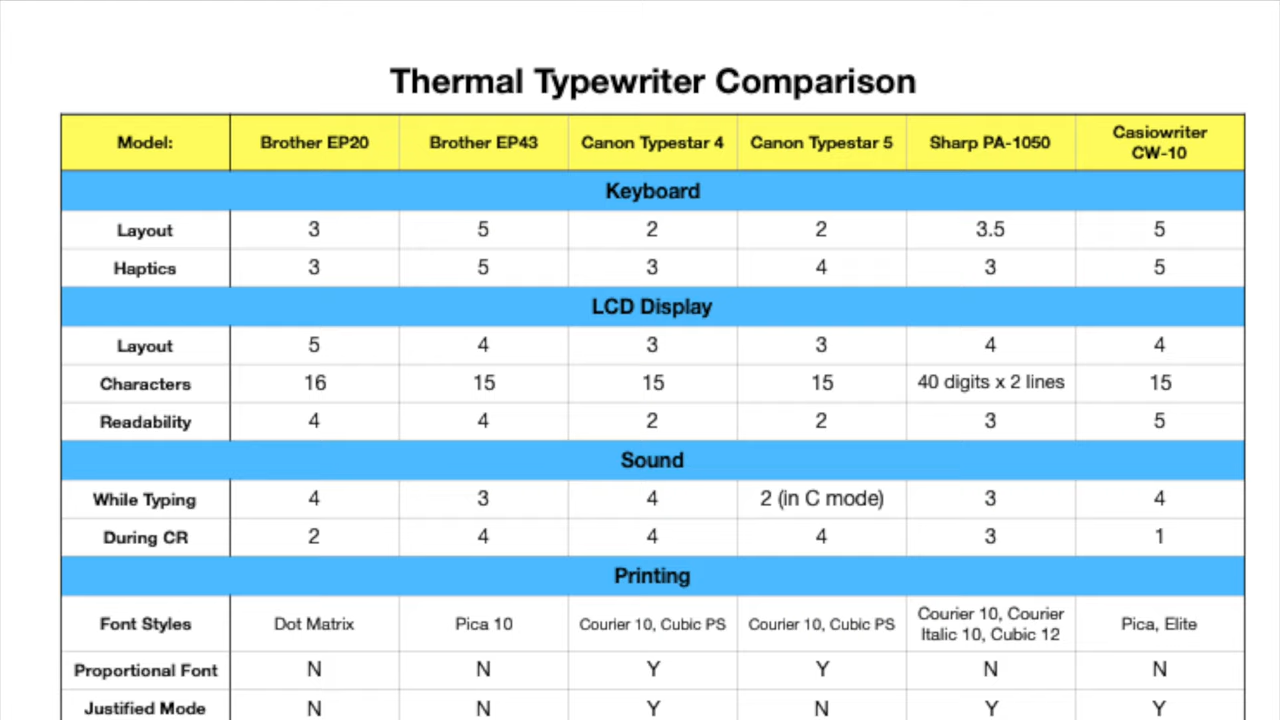 Thermal Typewriter Comparison
Model: Brother EP20 Brother EP43 Canon Typestar 4 Canon Typestar 5 Sharp PA-1050 Casiowriter CW-10
Keyboard
Layout 3 5 2 2 3.5 5
Haptics 3 5 3 4 3 5
LCD Display
Layout 5 4 3 3 4 4
Characters 16 15 15 15 40 digits x 2 lines 15
Readability 4 4 2 2 3 5
Sound
While Typing 4 3 4 2 (in C mode) 3 4
During CR 2 4 4 4 3 1
Printing
Font Styles Dot Matrix Pica 10 Courier 10, Cubic PS Courier 10, Cubic PS Courier 10, Courier Italic 10, Cubic 12 Pica, Elite
Proportional Font N N Y Y N N
Justified Mode N N Y N Y Y